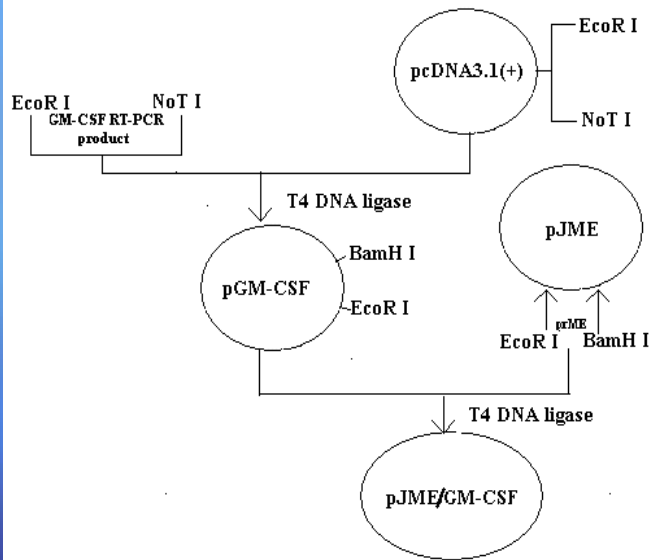 EcoR I
pcDNA3.1(+)
NoT I
EcoR I
NoT I
GM-CSF RT-PCR
product
T4 DNA ligase
pJME
BamH I
pGM-CSF
EcoR I
prME
EcoR I
BamH I
T4 DNA ligase
pJME/GM-CSF